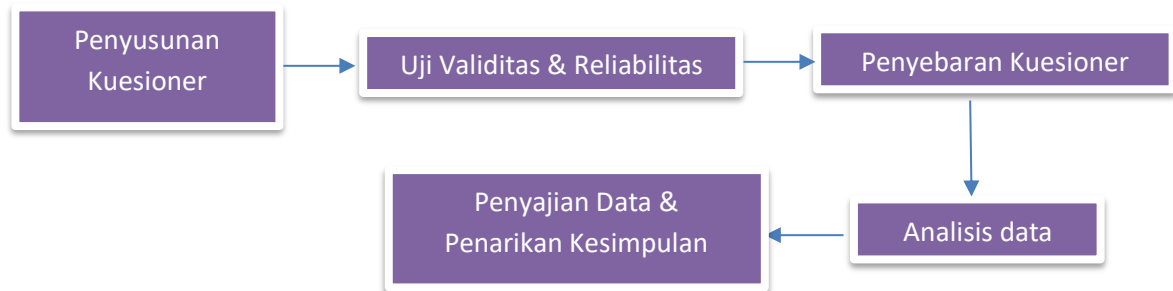 Penyusunan
Kuesioner
Uji Validitas & Reliabilitas
Penyebaran Kuesioner
Analisis data
Penyajian Data &
Penarikan Kesimpulan